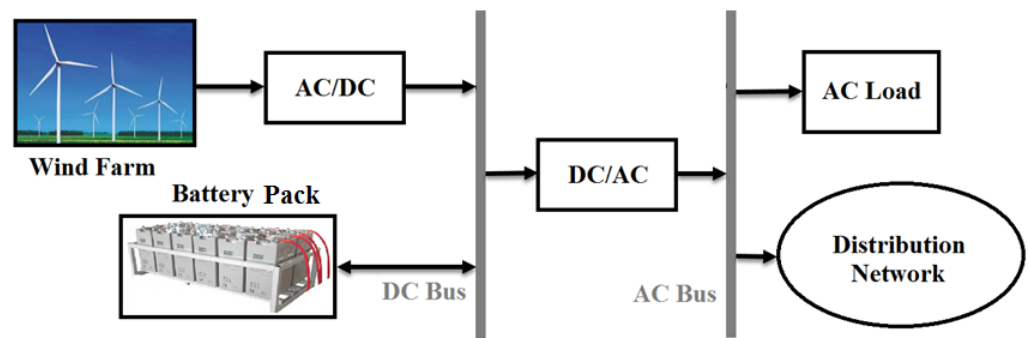 AC/DC
AC Load
Wind Farm
DC/AC
Battery Pack
Distribution
Network
DC Bus
AC Bus